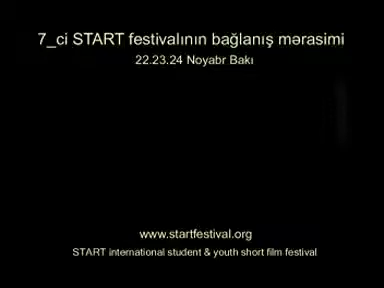 7_ci START festivalının bağlanış mərasimi
22.23.24 Noyabr Bakı
www.startfestival.org
START international student & youth short film festival